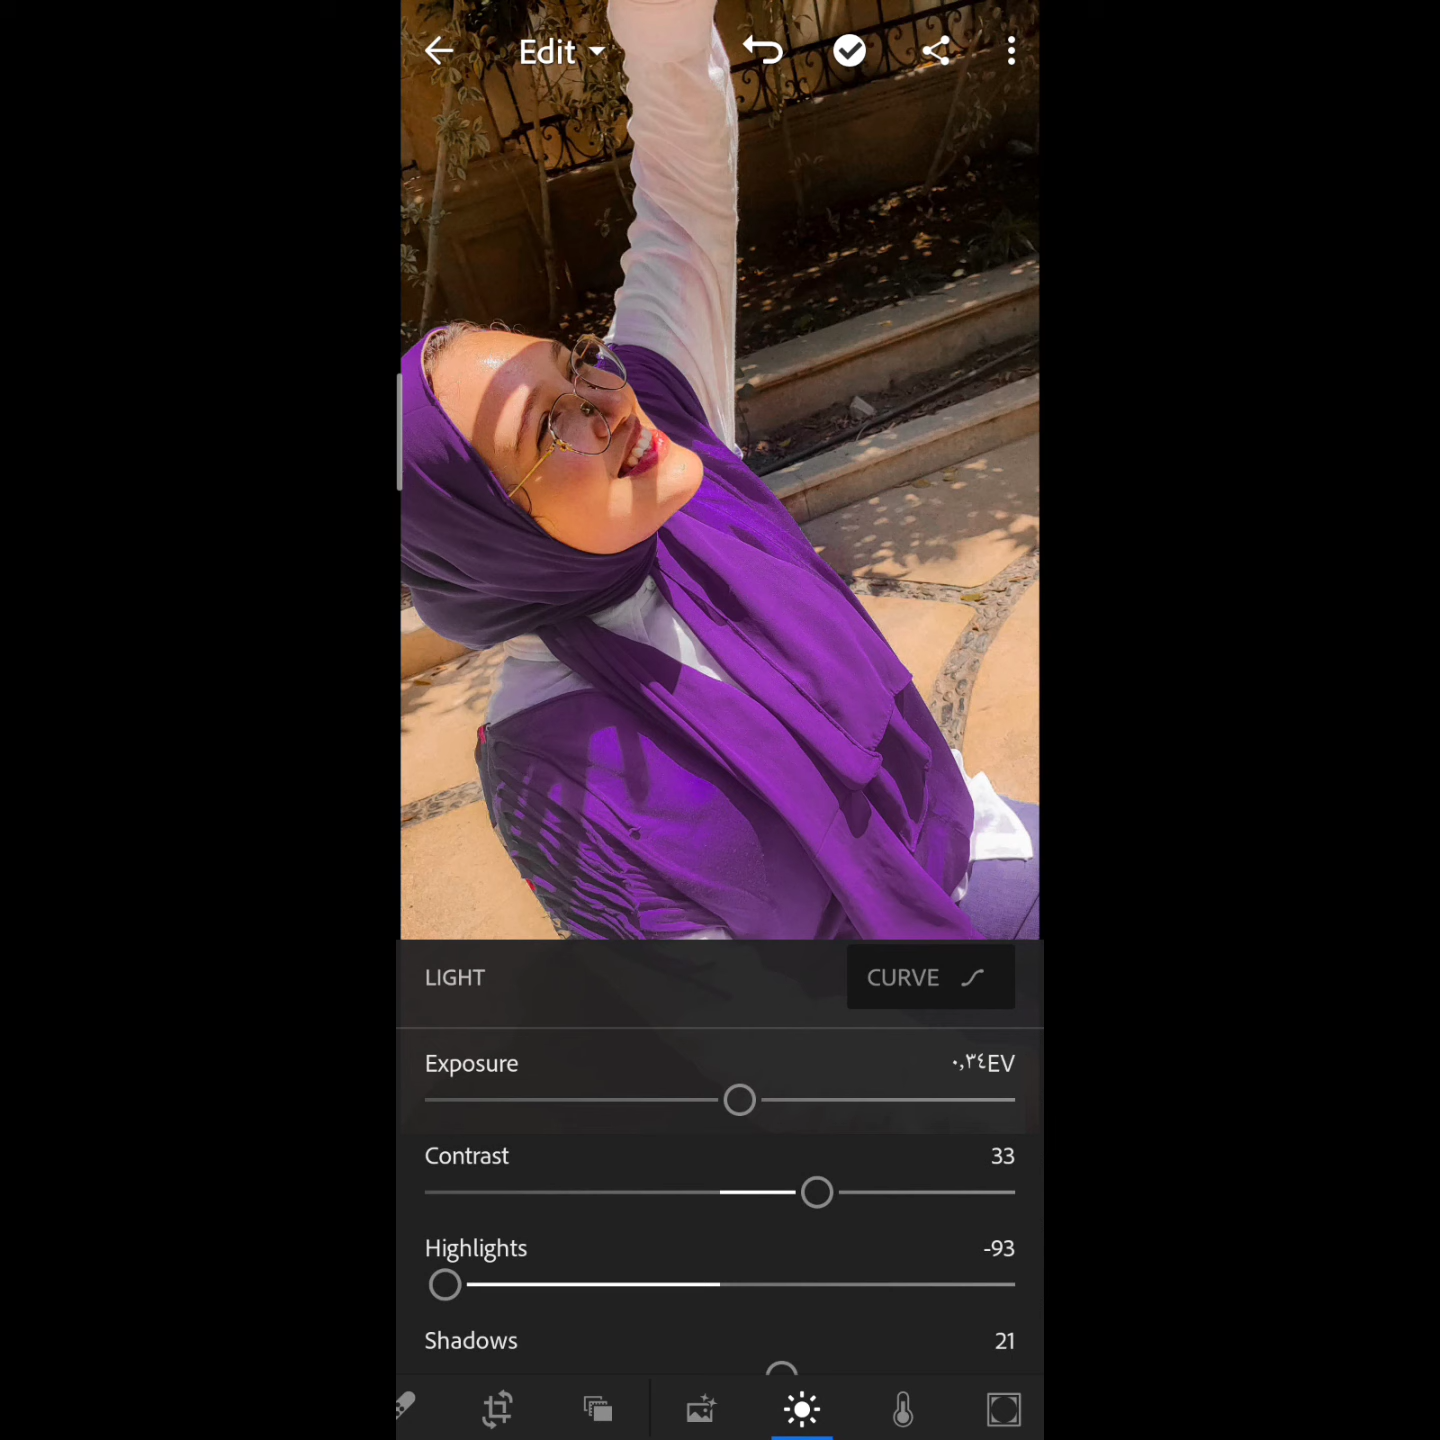 Edit
LIGHT
CURVE
Exposure
٠,٣٤EV
Contrast
33
Highlights
-93
Shadows
21